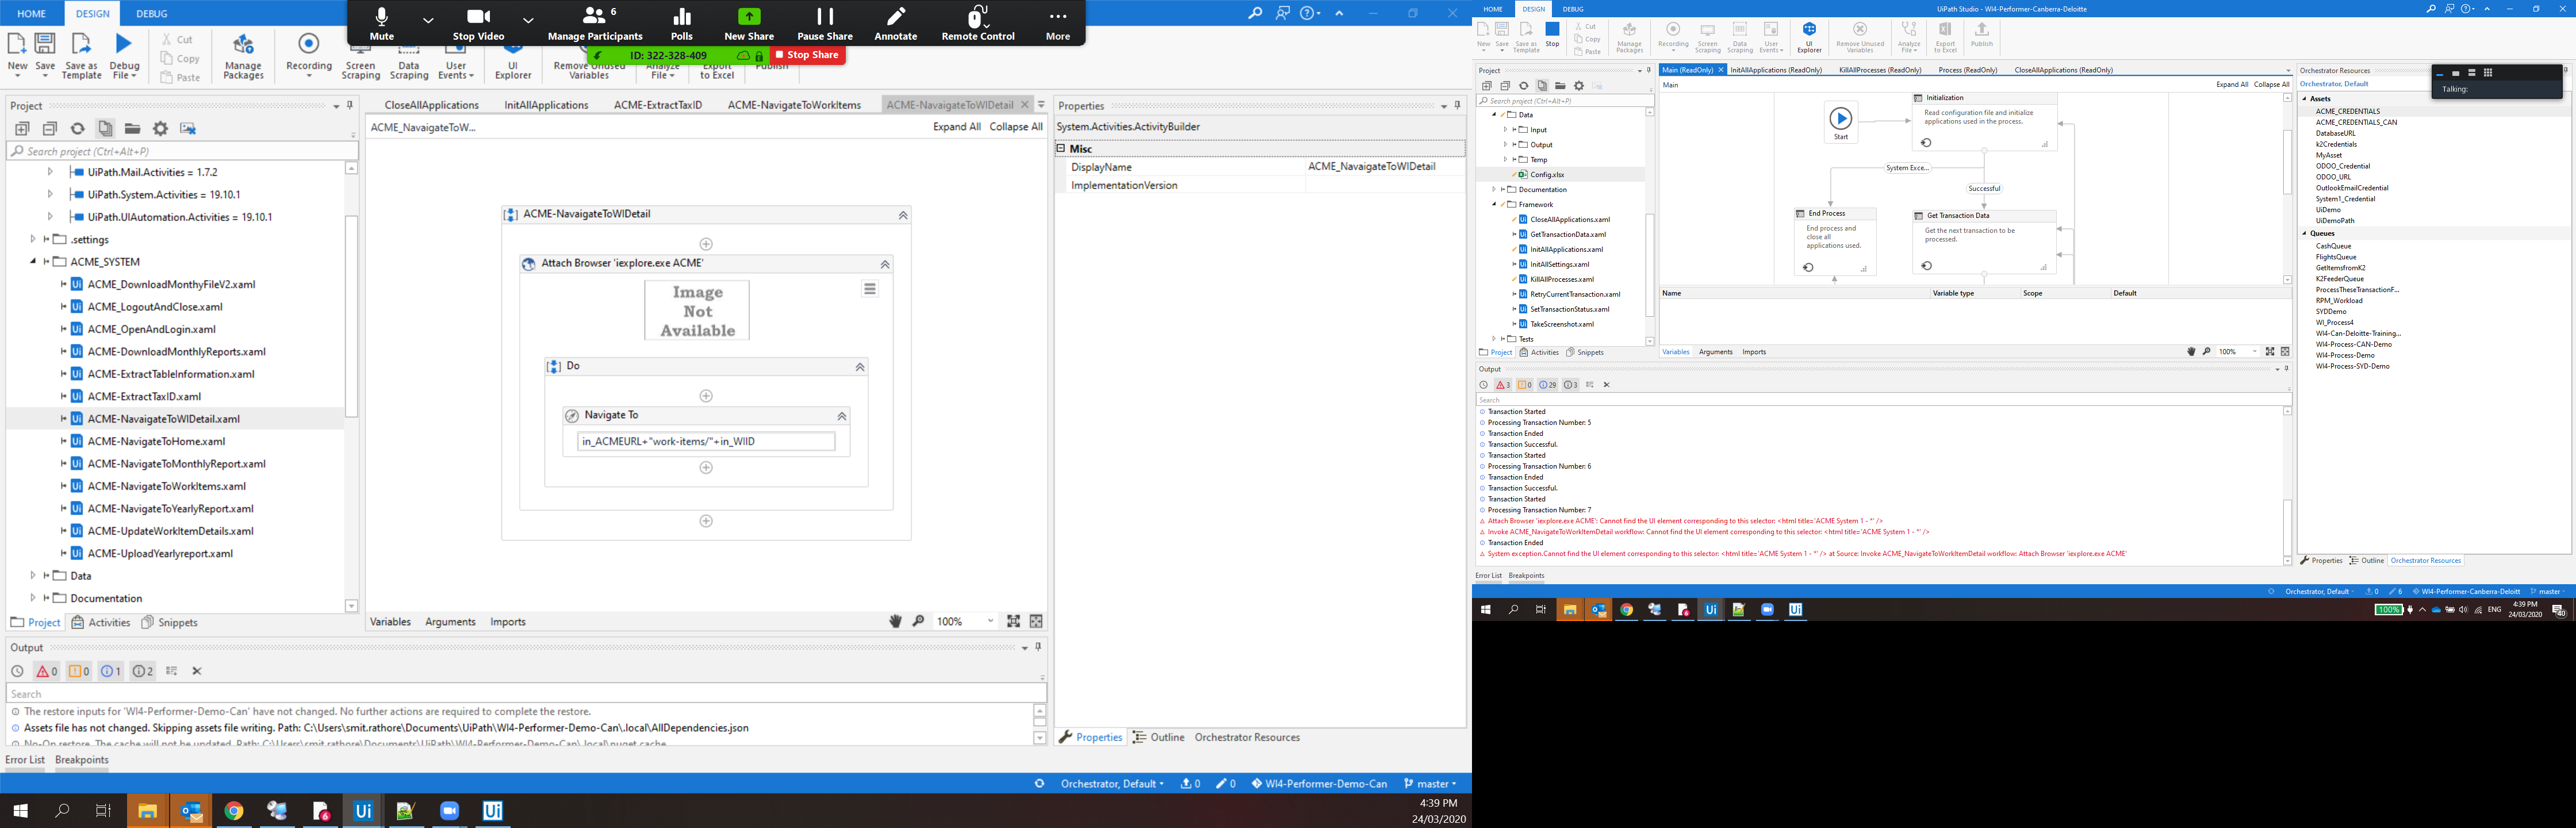 HOME DESIGN DEBUG
Mute Stop Video Manage Participants 6 Polls New Share Pause Share Annotate Remote Control More
ID: 322-328-409 Stop Share
New Save Save as Template Debug File Cut Copy Paste Manage Packages Recording Screen Scraping Data Scraping User Events UI Explorer Remove Unused Variables Analyze File Export to Excel Publish
Project
Search project (Ctrl+Alt+P)
UiPath.Mail.Activities = 1.7.2
UiPath.System.Activities = 19.10.1
UiPath.UIAutomation.Activities = 19.10.1
.settings
ACME_SYSTEM
ACME_DownloadMonthyFileV2.xaml
ACME_LogoutAndClose.xaml
ACME_OpenAndLogin.xaml
ACME-DownloadMonthlyReports.xaml
ACME-ExtractTableInformation.xaml
ACME-ExtractTaxID.xaml
ACME-NavaigateToWIDetail.xaml
ACME-NavigateToHome.xaml
ACME-NavigateToMonthlyReport.xaml
ACME-NavigateToWorkItems.xaml
ACME-NavigateToYearlyReport.xaml
ACME-UpdateWorkItemDetails.xaml
ACME-UploadYearlyreport.xaml
Data
Documentation
Project Activities Snippets
CloseAllApplications InitAllApplications ACME-ExtractTaxID ACME-NavigateToWorkItems ACME-NavaigateToWIDetail
ACME_NavaigateToW... Expand All Collapse All
ACME-NavaigateToWIDetail
Attach Browser 'iexplore.exe ACME'
Image
Not
Available
Do
Navigate To
in_ACMEURL+"work-items/"+in_WIID
Variables Arguments Imports 100%
Properties
System.Activities.ActivityBuilder
Misc
DisplayName ACME_NavaigateToWIDetail
ImplementationVersion
Properties Outline Orchestrator Resources
Output
0 0 1 2
Search
The restore inputs for 'WI4-Performer-Demo-Can' have not changed. No further actions are required to complete the restore.
Assets file has not changed. Skipping assets file writing. Path: C:\Users\smit.rathore\Documents\UiPath\WI4-Performer-Demo-Can\.local\AllDependencies.json
No-Op restore. The cache will not be updated. Path: C:\Users\smit.rathore\Documents\UiPath\WI4-Performer-Demo-Can\.local\nuget.cache
Error List Breakpoints
Orchestrator, Default 0 0 WI4-Performer-Demo-Can master
4:39 PM
24/03/2020
HOME DESIGN DEBUG UiPath Studio - WI4-Performer-Canberra-Deloitte
New Save Save as Template Stop Cut Copy Paste Manage Packages Recording Screen Scraping Data Scraping User Events UI Explorer Remove Unused Variables Analyze File Export to Excel Publish
Project
Search project (Ctrl+Alt+P)
Data
Input
Output
Temp
Config.xlsx
Documentation
Framework
CloseAllApplications.xaml
GetTransactionData.xaml
InitAllApplications.xaml
InitAllSettings.xaml
KillAllProcesses.xaml
RetryCurrentTransaction.xaml
SetTransactionStatus.xaml
TakeScreenshot.xaml
Tests
Project Activities Snippets
Main (ReadOnly) InitAllApplications (ReadOnly) KillAllProcesses (ReadOnly) Process (ReadOnly) CloseAllApplications (ReadOnly)
Main Expand All Collapse All
Start
Initialization
Read configuration file and initialize
applications used in the process.
System Exce...
Successful
End Process
End process and
close all
applications used.
Get Transaction Data
Get the next transaction to be
processed.
Name Variable type Scope Default
Variables Arguments Imports 100%
Orchestrator Resources
Orchestrator, Default
Talking:
Assets
ACME_CREDENTIALS
ACME_CREDENTIALS_CAN
DatabaseURL
k2Credentials
MyAsset
ODOO_Credential
ODOO_URL
OutlookEmailCredential
System1_Credential
UiDemo
UiDemoPath
Queues
CashQueue
FlightsQueue
GetItemsfromK2
K2FeederQueue
ProcessTheseTransactionF...
RPM_Workload
SYDDemo
WI_Process4
WI4-Can-Deloitte-Training...
WI4-Process-CAN-Demo
WI4-Process-Demo
WI4-Process-SYD-Demo
Properties Outline Orchestrator Resources
Output
3 0 29 3
Search
Transaction Started
Processing Transaction Number: 5
Transaction Ended
Transaction Successful.
Transaction Started
Processing Transaction Number: 6
Transaction Ended
Transaction Successful.
Transaction Started
Processing Transaction Number: 7
Attach Browser 'iexplore.exe ACME': Cannot find the UI element corresponding to this selector: <html title='ACME System 1 - *' />
Invoke ACME_NavigateToWorkItemDetail workflow: Cannot find the UI element corresponding to this selector: <html title='ACME System 1 - *' />
Transaction Ended
System exception.Cannot find the UI element corresponding to this selector: <html title='ACME System 1 - *' /> at Source: Invoke ACME_NavigateToWorkItemDetail workflow: Attach Browser 'iexplore.exe ACME'
Error List Breakpoints
Orchestrator, Default 0 6 WI4-Performer-Canberra-Deloitt master
100% ENG 4:39 PM
24/03/2020 40